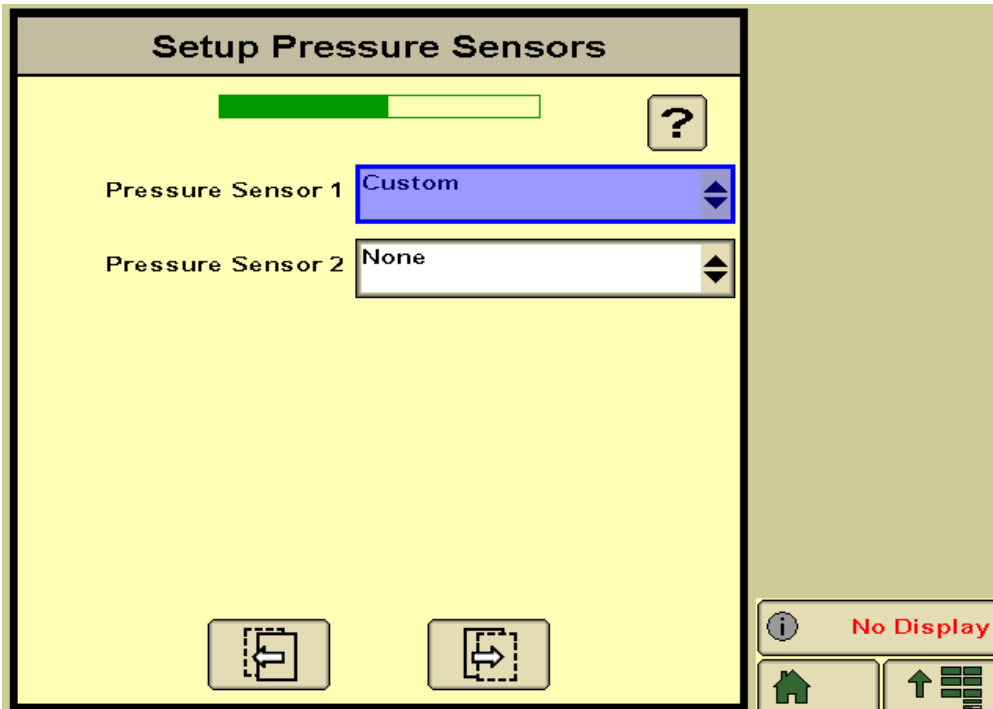 Setup Pressure Sensors
?
Pressure Sensor 1 Custom
Pressure Sensor 2 None
i No Display